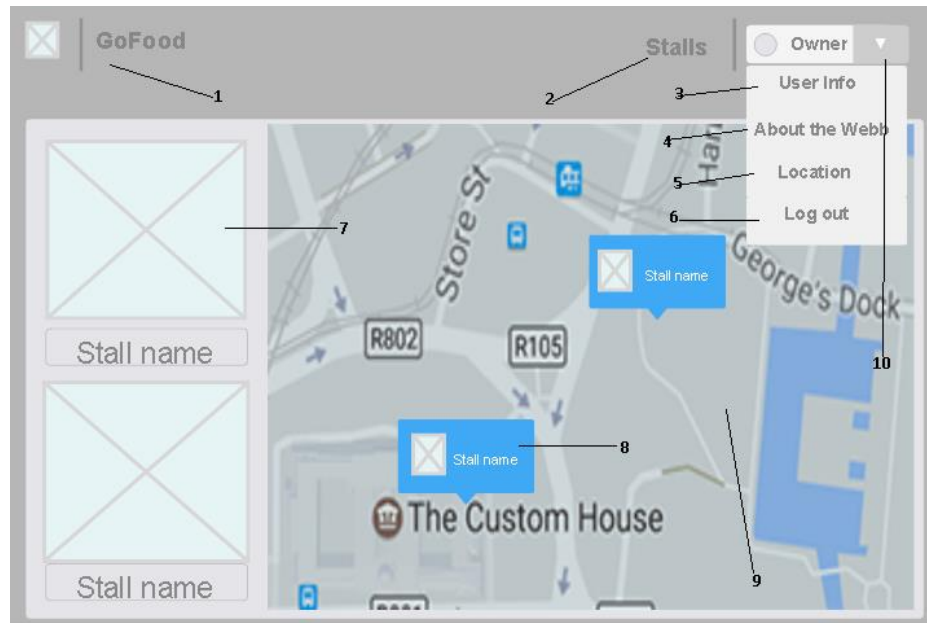 GoFood
Stalls
Owner
1
2
3
User Info
4
About the Webb
5
Location
6
Log out
7
Store St
Stall name
George's Dock
Stall name
R802
R105
10
Stall name
8
The Custom House
9
Stall name